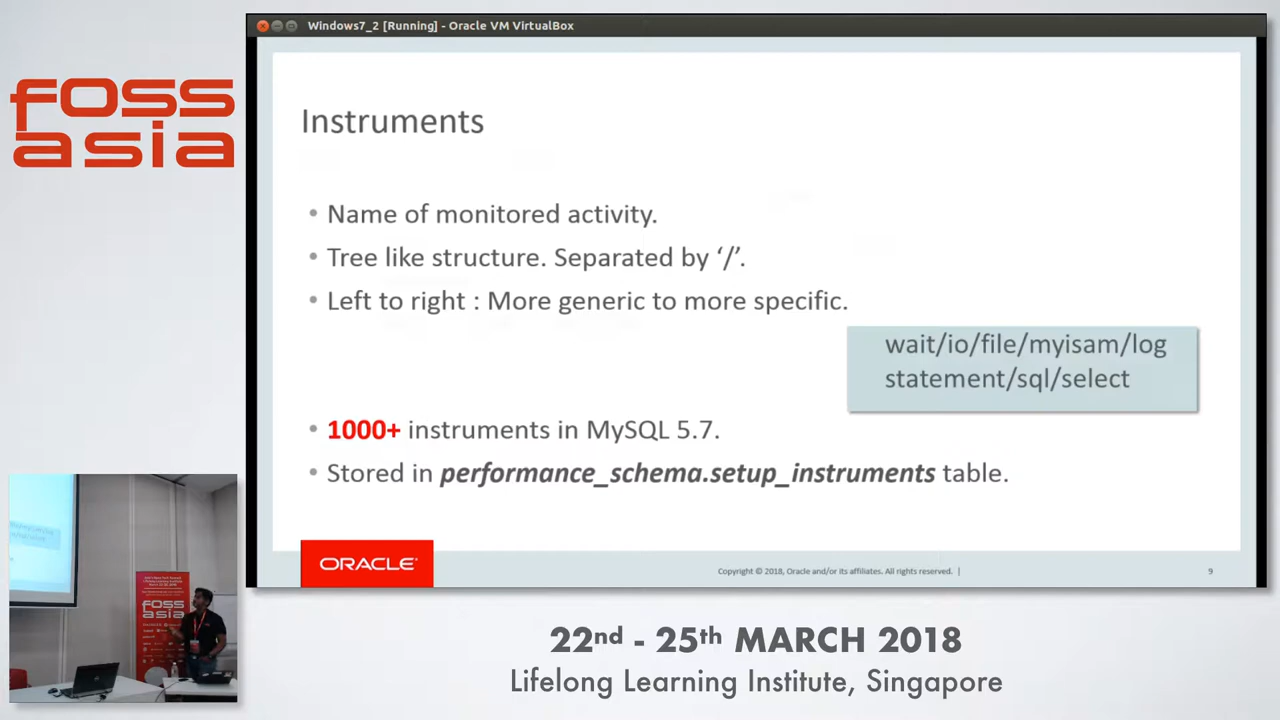 Windows7_2 [Running] - Oracle VM VirtualBox
foss
asia
Instruments
• Name of monitored activity.
• Tree like structure. Separated by ‘/’.
• Left to right : More generic to more specific.
wait/io/file/myisam/log
statement/sql/select
• 1000+ instruments in MySQL 5.7.
• Stored in performance_schema.setup_instruments table.
ORACLE
Copyright © 2018, Oracle and/or its affiliates. All rights reserved. |
9
foss
asia
22nd - 25th MARCH 2018
Lifelong Learning Institute, Singapore